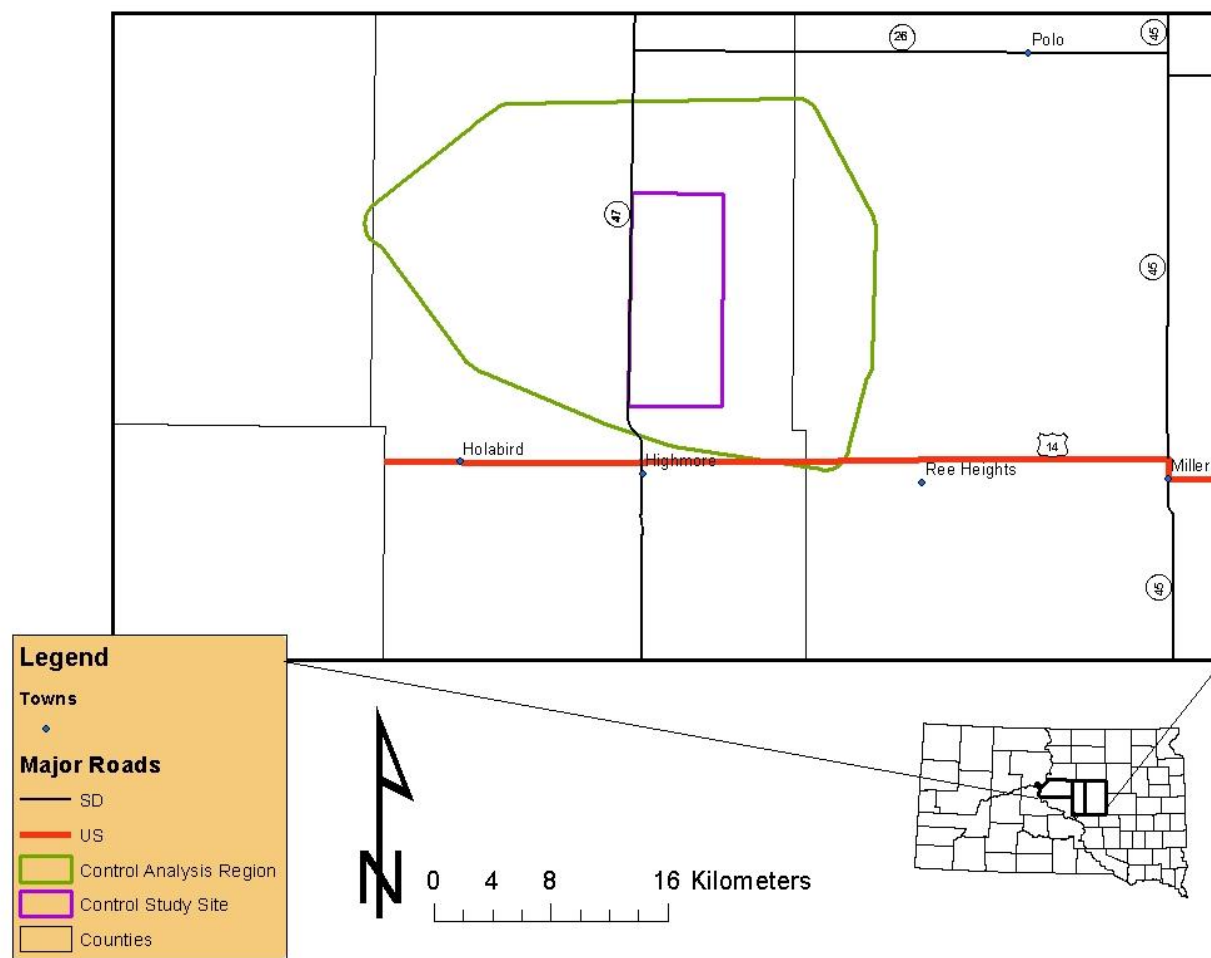 26
45
Polo
47
45
Holabird
Highmore
14
Ree Heights
Miller
45
Legend
Towns
Major Roads
SD
US
Control Analysis Region
Control Study Site
Counties
N
0 4 8 16 Kilometers